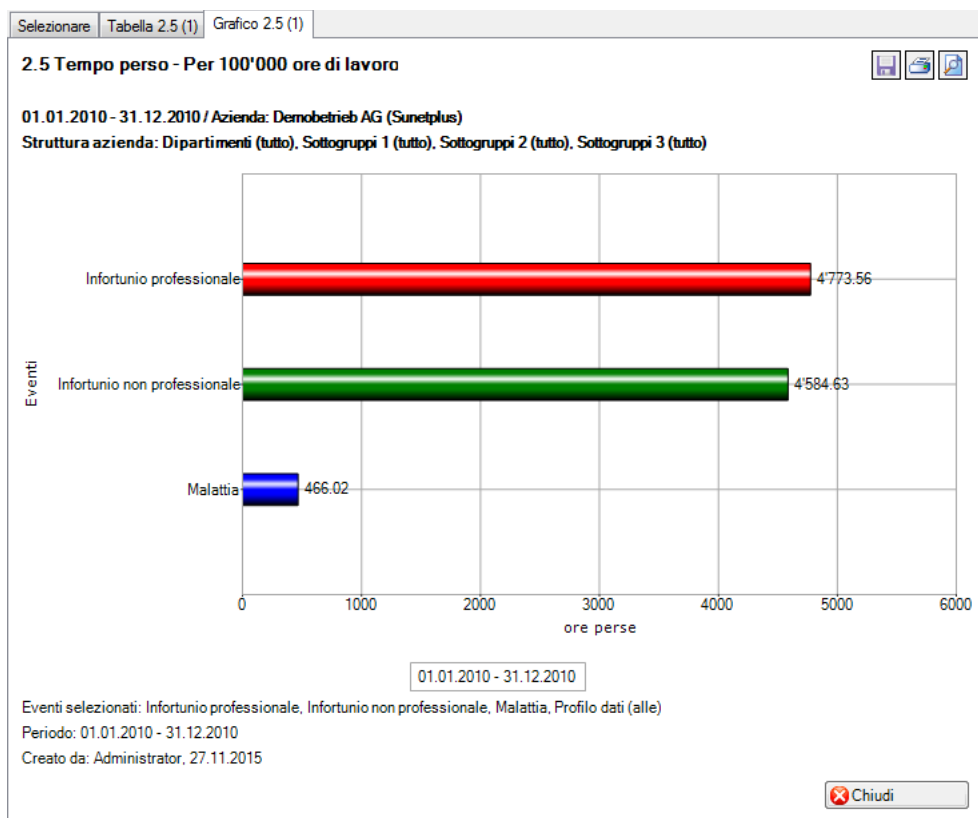 Selezionare Tabella 2.5 (1) Grafico 2.5 (1)
2.5 Tempo perso - Per 100'000 ore di lavoro
01.01.2010 - 31.12.2010 / Azienda: Demobetrieb AG (Sunetplus)
Struttura azienda: Dipartimenti (tutto), Sottogruppi 1 (tutto), Sottogruppi 2 (tutto), Sottogruppi 3 (tutto)
Infortunio professionale 4'773.56
Eventi
Infortunio non professionale 4'584.63
Malattia 466.02
0 1000 2000 3000 4000 5000 6000
ore perse
01.01.2010 - 31.12.2010
Eventi selezionati: Infortunio professionale, Infortunio non professionale, Malattia, Profilo dati (alle)
Periodo: 01.01.2010 - 31.12.2010
Creato da: Administrator, 27.11.2015
Chiudi